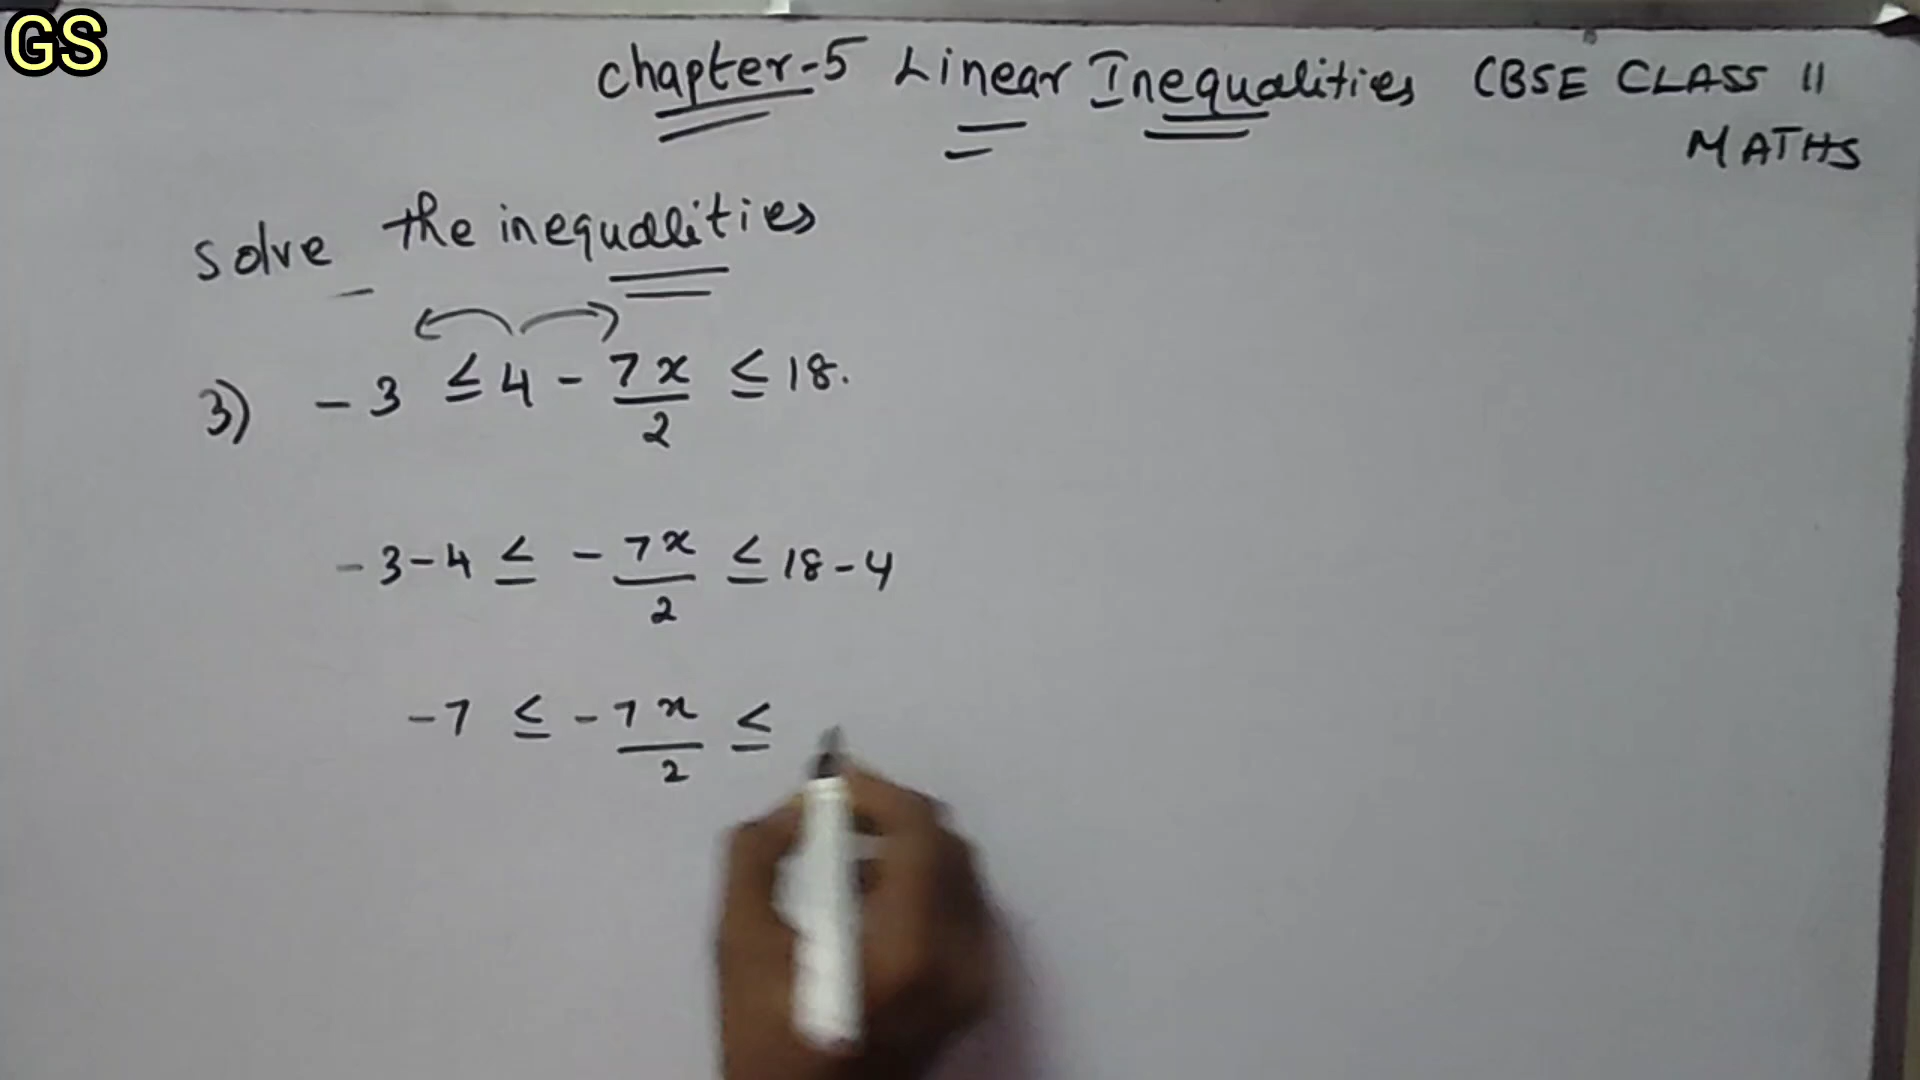 GS
Chapter-5 Linear Inequalities CBSE CLASS 11
MATHS
Solve the inequalities
3) -3 ≤ 4 - 7x/2 ≤ 18.
-3-4 ≤ -7x/2 ≤ 18-4
-7 ≤ -7x/2 ≤